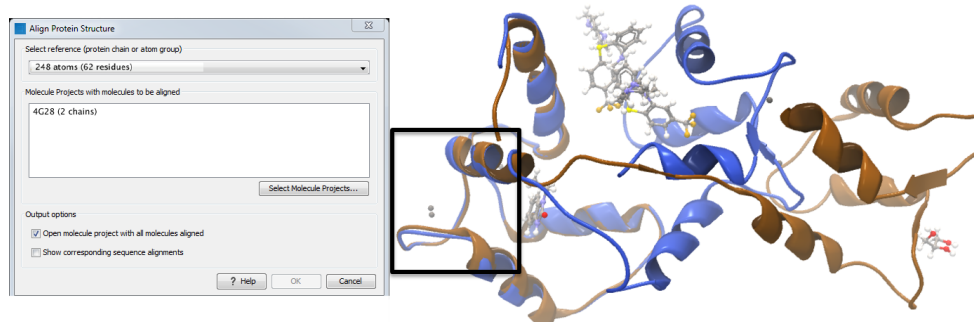 Align Protein Structure
Select reference (protein chain or atom group)
248 atoms (62 residues)
Molecule Projects with molecules to be aligned
4G28 (2 chains)
Select Molecule Projects...
Output options
Open molecule project with all molecules aligned
Show corresponding sequence alignments
? Help
OK
Cancel